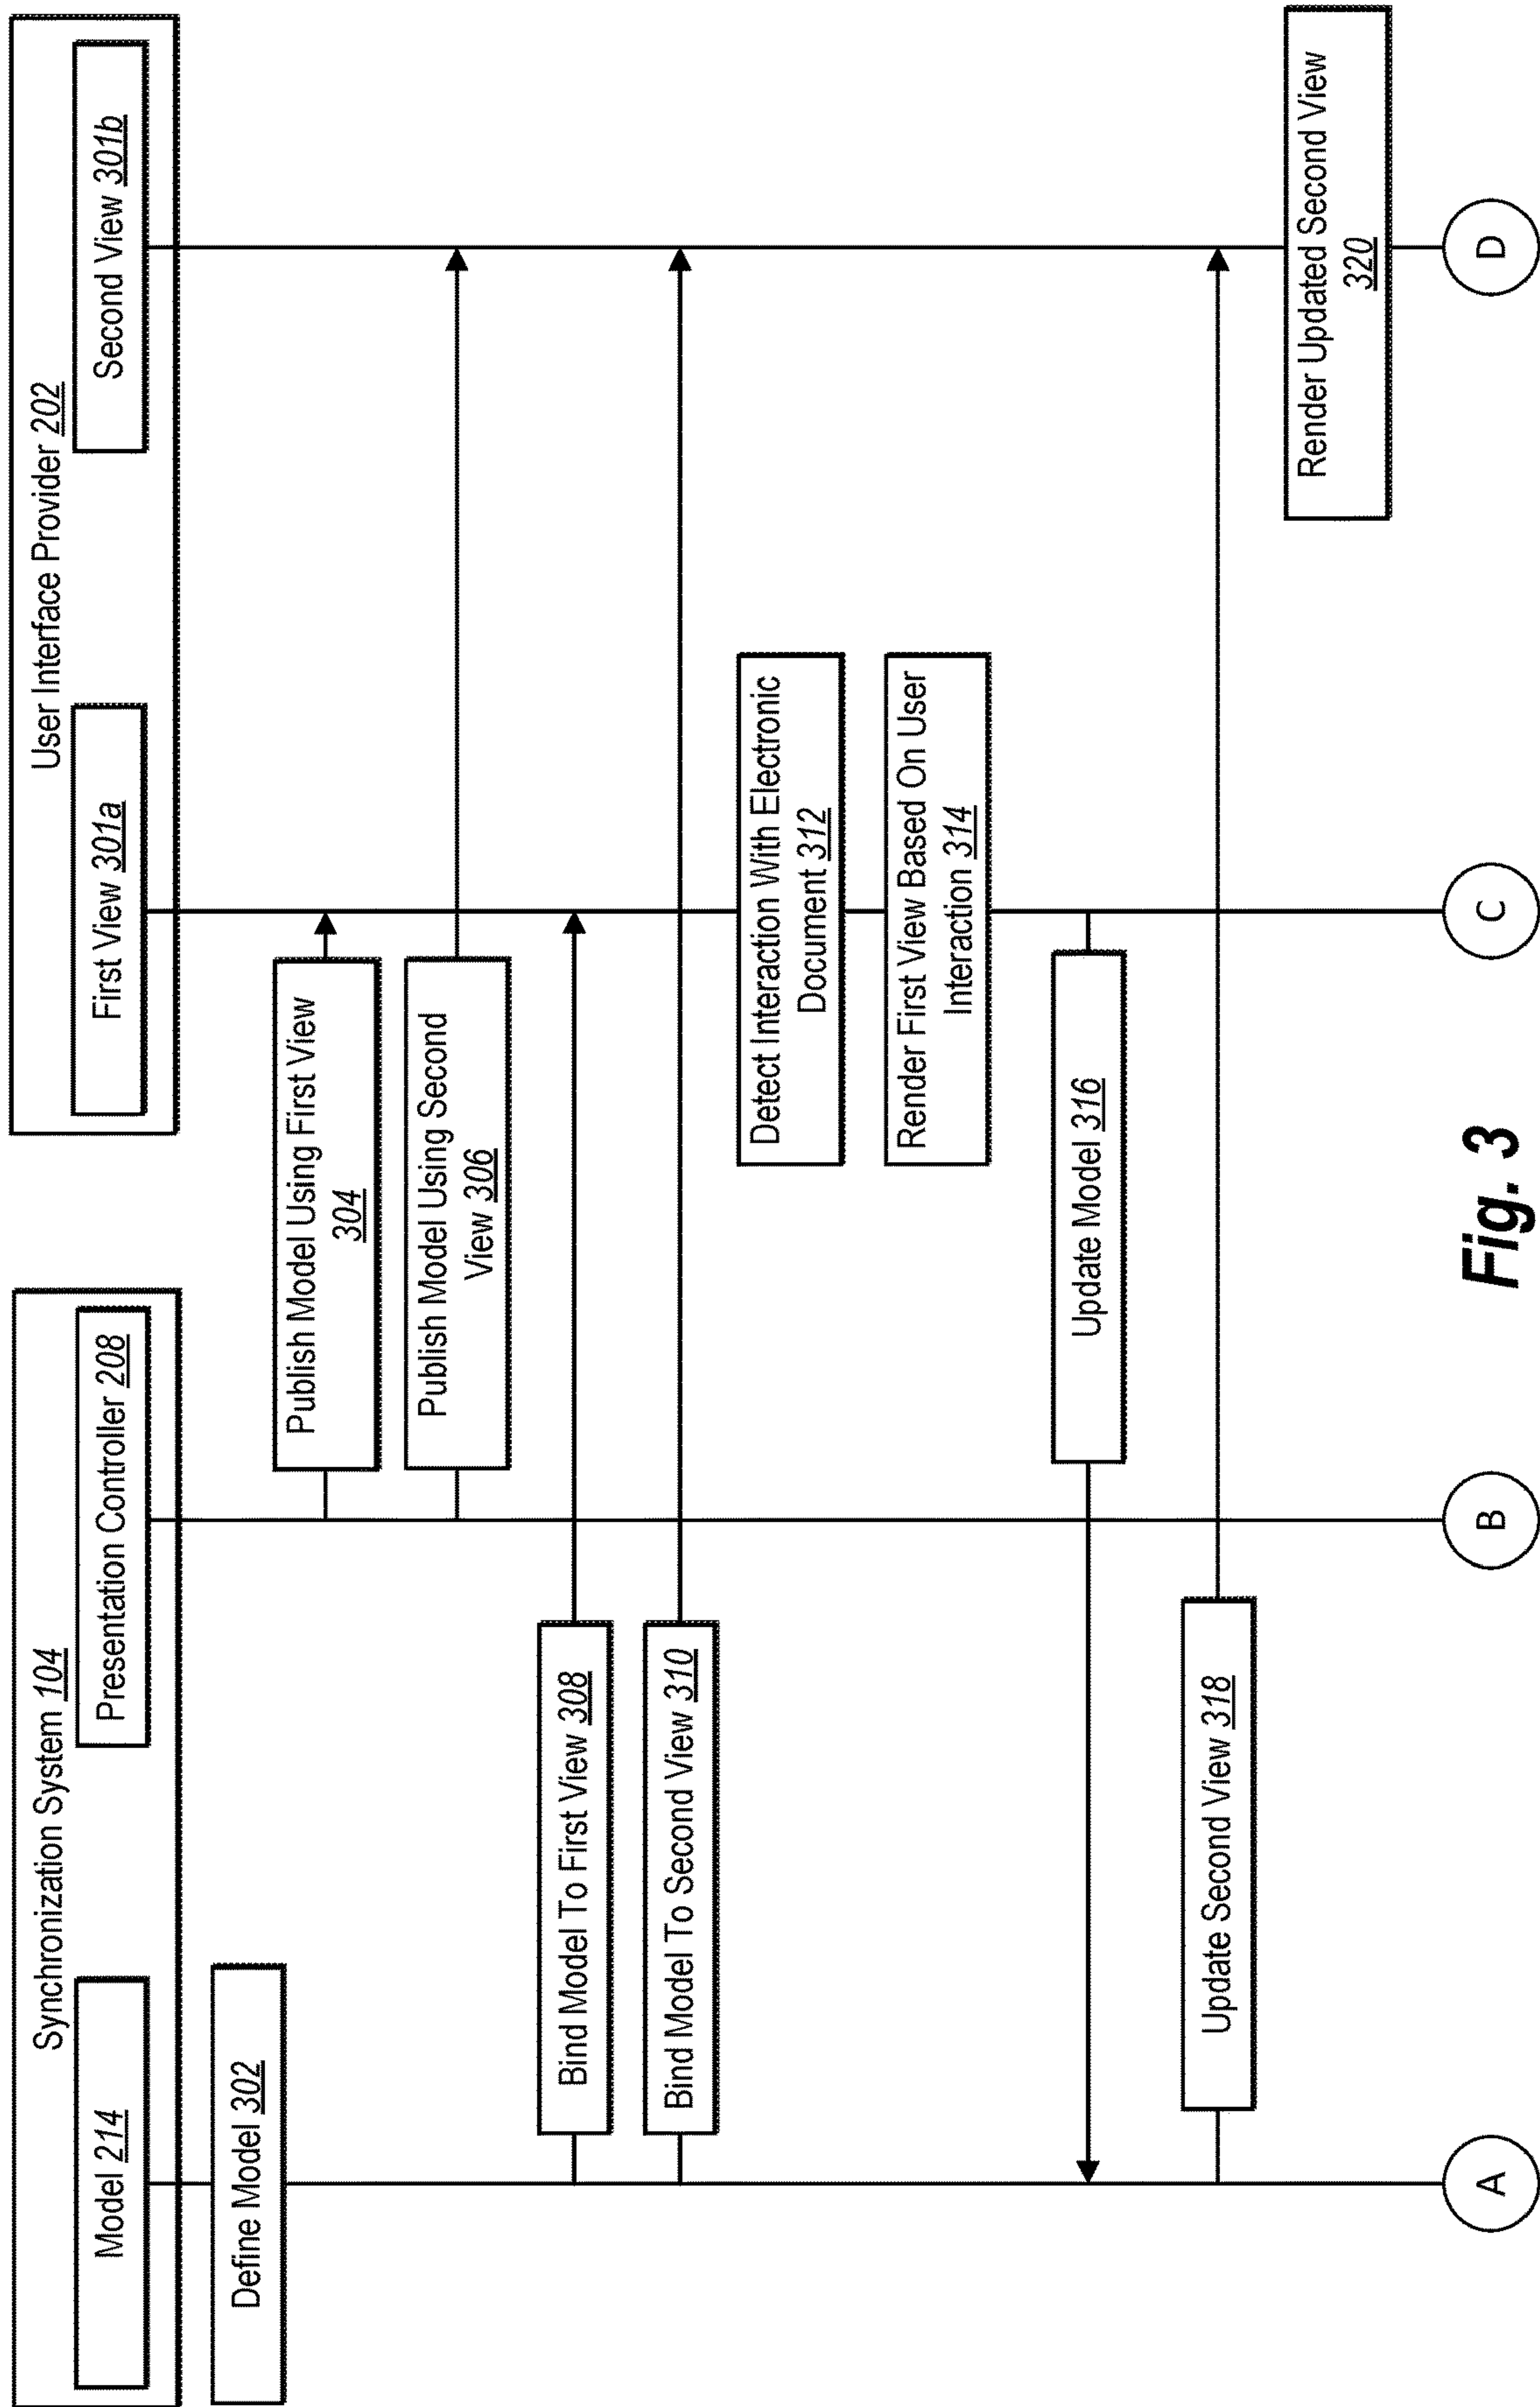 Synchronization System 104
Model 214
Presentation Controller 208
User Interface Provider 202
First View 301a
Second View 301b
Define Model 302
Publish Model Using First View
304
Publish Model Using Second
View 306
Bind Model To First View 308
Bind Model To Second View 310
Detect Interaction With Electronic
Document 312
Render First View Based On User
Interaction 314
Update Model 316
Update Second View 318
Render Updated Second View
320
A
B
C
D
Fig. 3